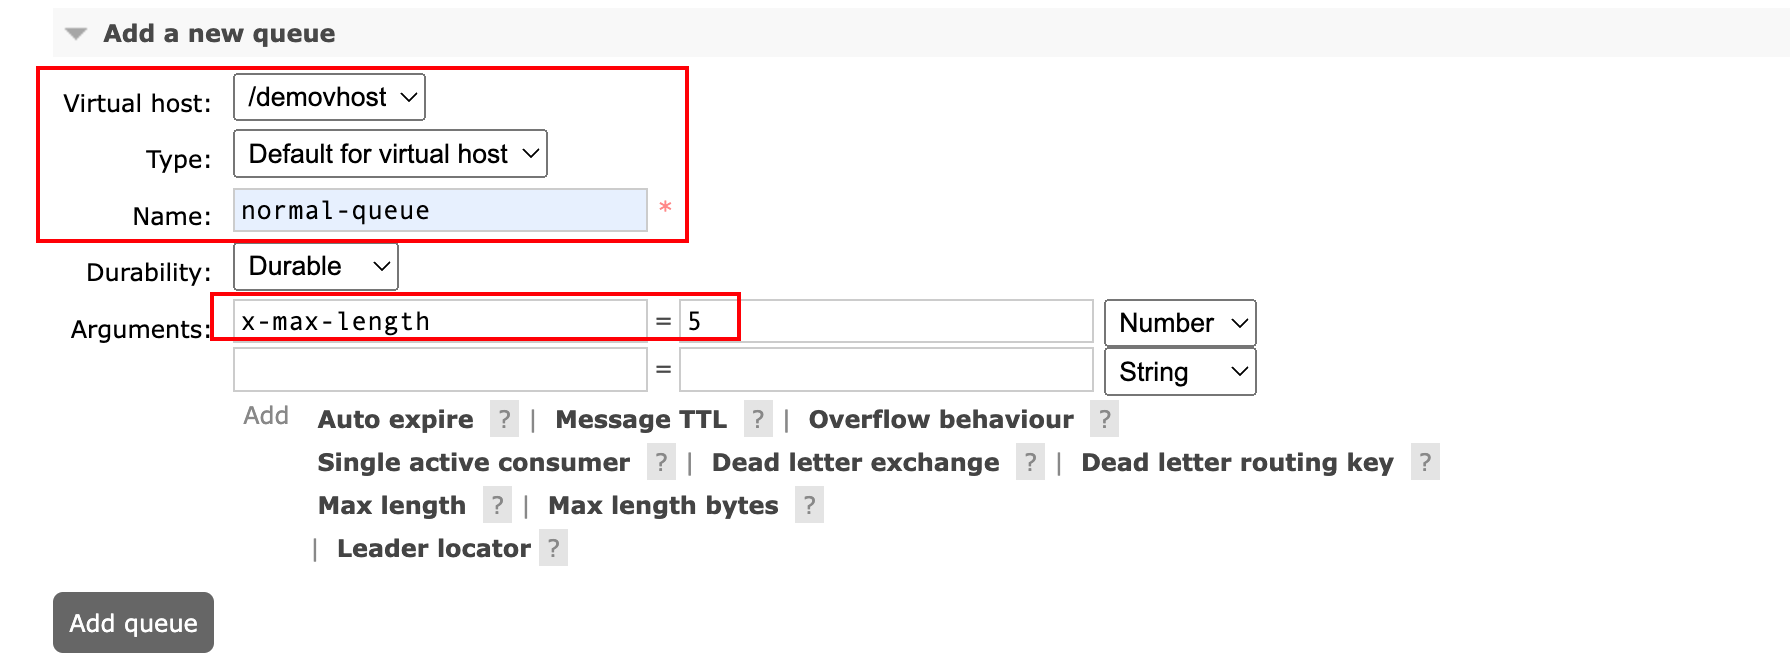 Add a new queue
Virtual host: /demovhost
Type: Default for virtual host
Name: normal-queue *
Durability: Durable
Arguments: x-max-length = 5 Number
= String
Add Auto expire ? | Message TTL ? | Overflow behaviour ?
Single active consumer ? | Dead letter exchange ? | Dead letter routing key ?
Max length ? | Max length bytes ?
| Leader locator ?
Add queue